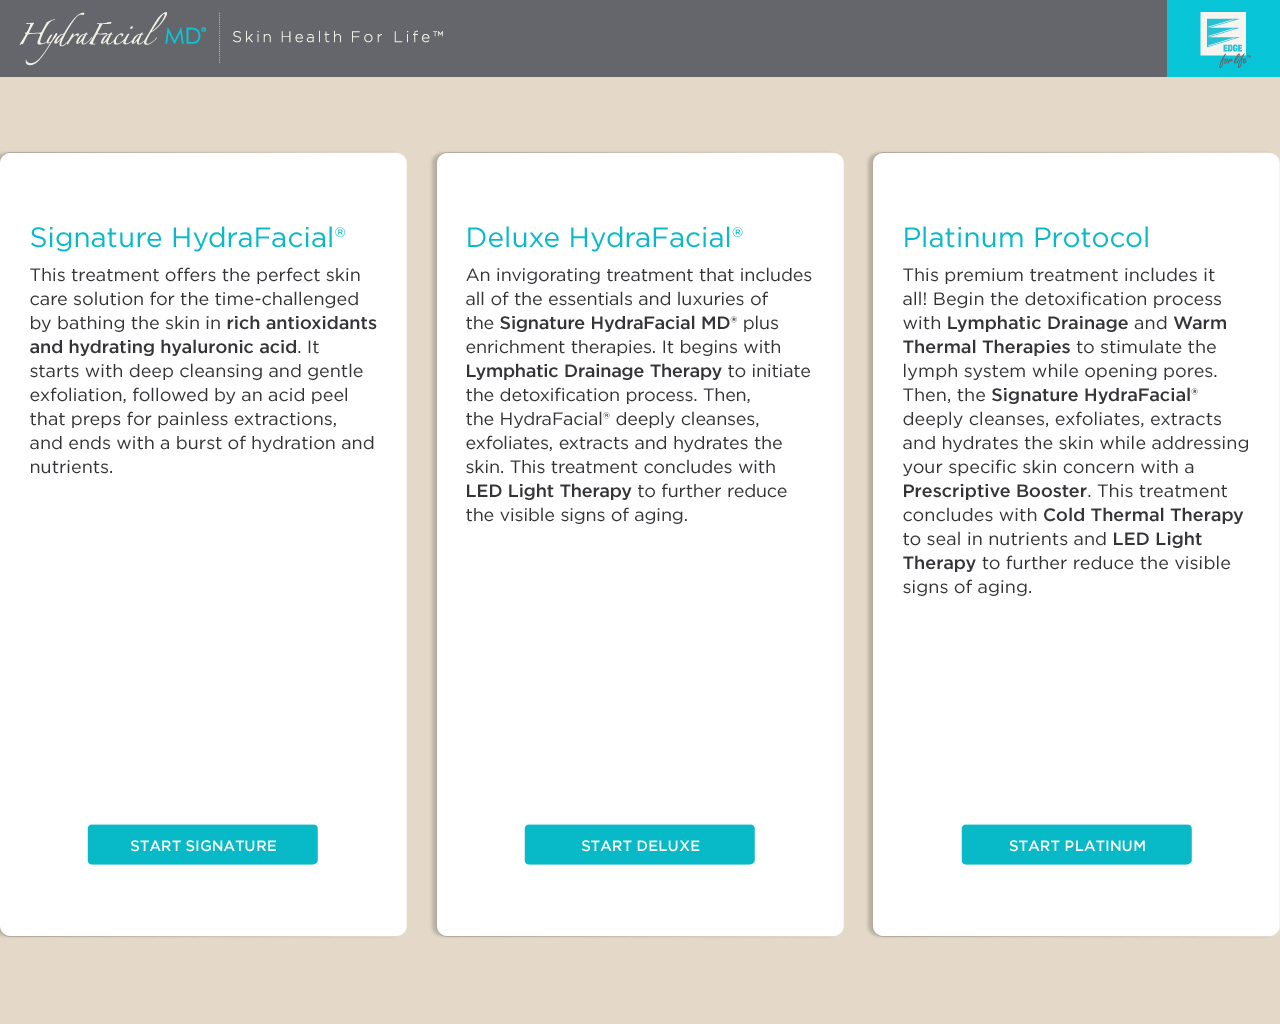 HydraFacial MD®
Skin Health For Life™
EDGE
for life™
Signature HydraFacial®
This treatment offers the perfect skin
care solution for the time-challenged
by bathing the skin in rich antioxidants
and hydrating hyaluronic acid. It
starts with deep cleansing and gentle
exfoliation, followed by an acid peel
that preps for painless extractions,
and ends with a burst of hydration and
nutrients.
START SIGNATURE
Deluxe HydraFacial®
An invigorating treatment that includes
all of the essentials and luxuries of
the Signature HydraFacial MD® plus
enrichment therapies. It begins with
Lymphatic Drainage Therapy to initiate
the detoxification process. Then,
the HydraFacial® deeply cleanses,
exfoliates, extracts and hydrates the
skin. This treatment concludes with
LED Light Therapy to further reduce
the visible signs of aging.
START DELUXE
Platinum Protocol
This premium treatment includes it
all! Begin the detoxification process
with Lymphatic Drainage and Warm
Thermal Therapies to stimulate the
lymph system while opening pores.
Then, the Signature HydraFacial®
deeply cleanses, exfoliates, extracts
and hydrates the skin while addressing
your specific skin concern with a
Prescriptive Booster. This treatment
concludes with Cold Thermal Therapy
to seal in nutrients and LED Light
Therapy to further reduce the visible
signs of aging.
START PLATINUM